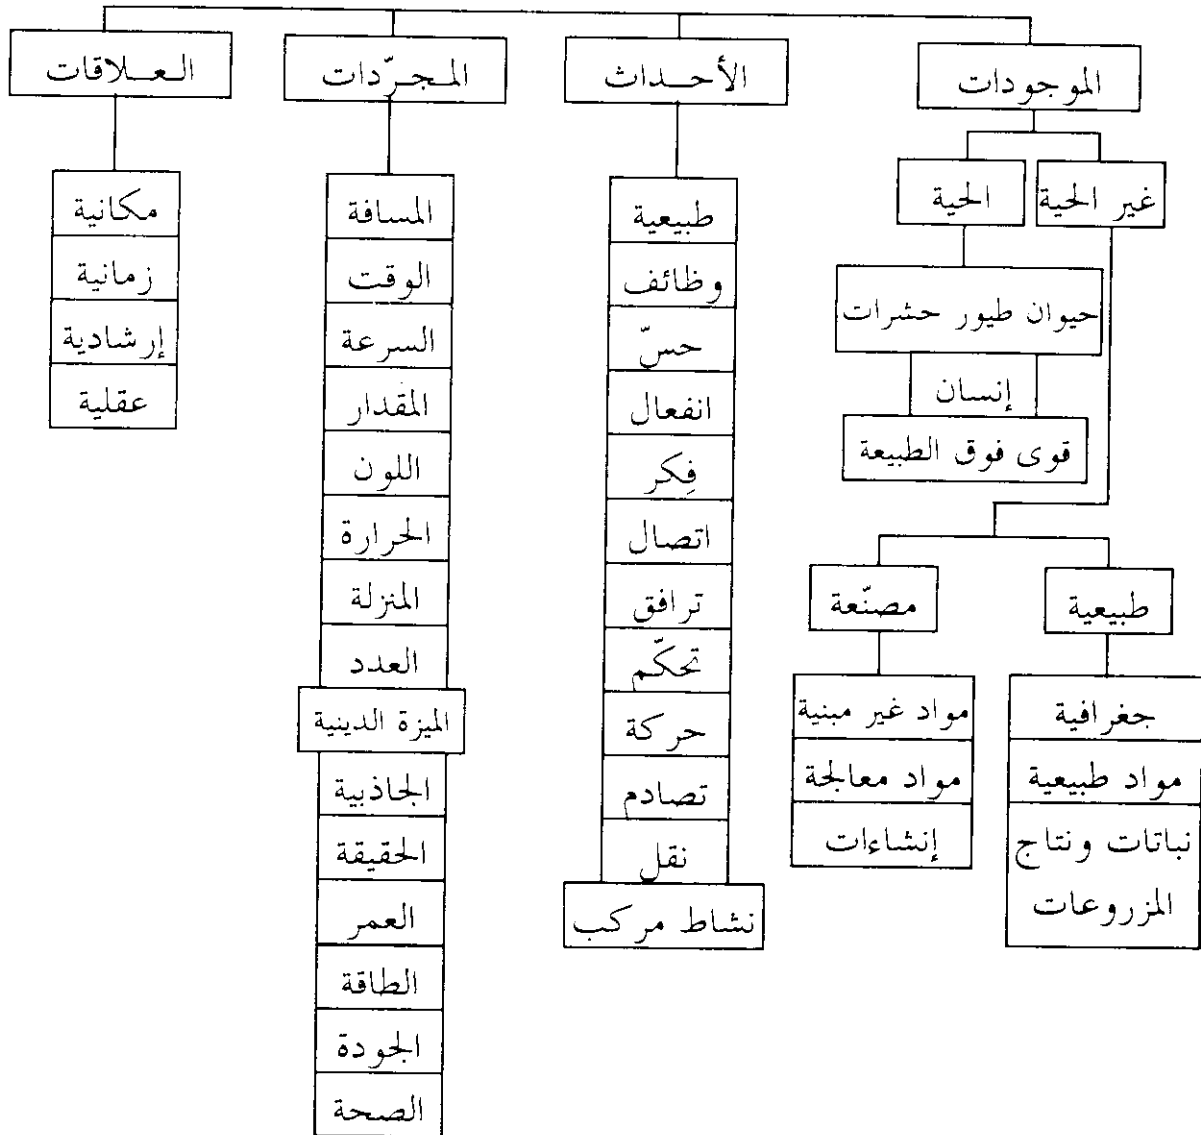 الموجودات
غير الحية
الحية
حيوان طيور حشرات
إنسان
قوى فوق الطبيعة
طبيعية
جغرافية
مواد طبيعية
نباتات ونتاج
المزروعات
مصنّعة
مواد غير مبنية
مواد معالجة
إنشاءات
الأحداث
طبيعية
وظائف
حسّ
انفعال
فِكر
اتصال
ترافق
تحكّم
حركة
تصادم
نقل
نشاط مركب
المجرّدات
المسافة
الوقت
السرعة
المقدار
اللون
الحرارة
المنزلة
العدد
الميزة الدينية
الجاذبية
الحقيقة
العمر
الطاقة
الجودة
الصحة
العلاقات
مكانية
زمانية
إرشادية
عقلية